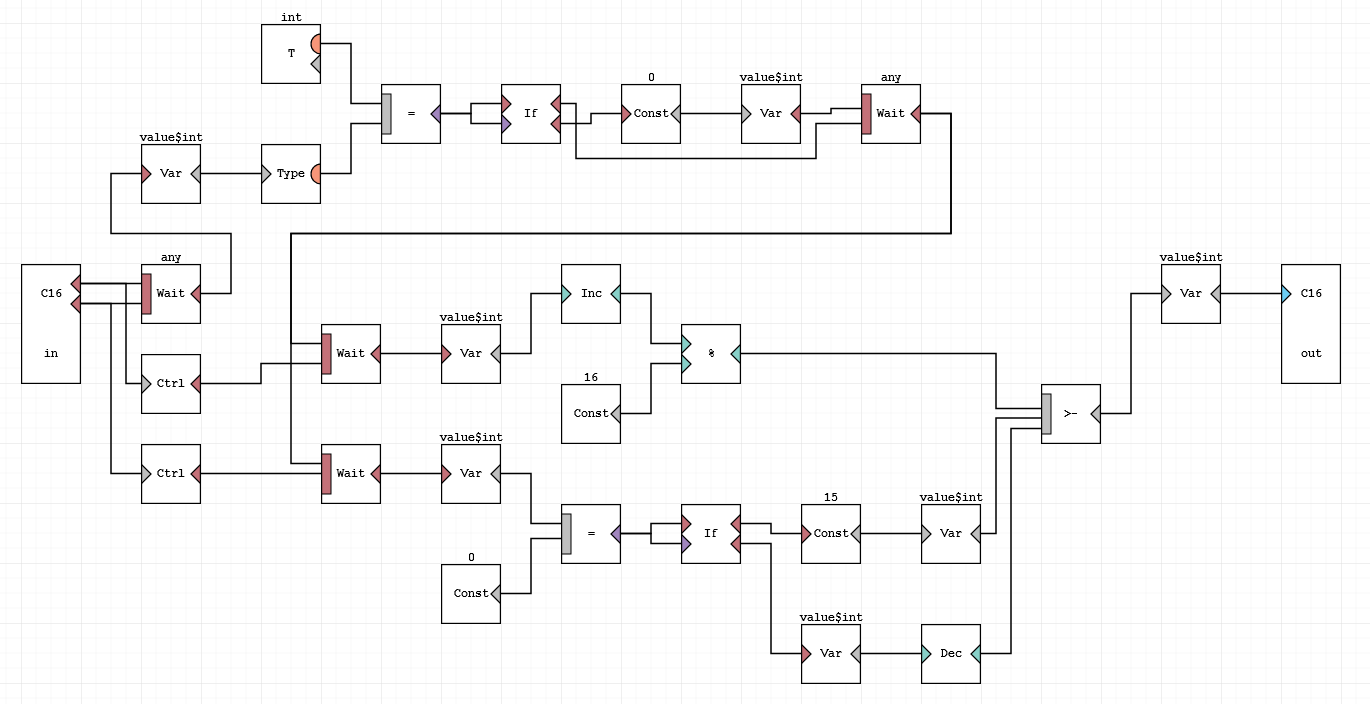 int
T
0
value$int
any
=
If
Const
Var
Wait
value$int
Var
Type
any
value$int
C16
Wait
Inc
Var
C16
in
out
value$int
Wait
Var
%
16
Ctrl
Const
>-
value$int
Ctrl
Wait
Var
15
value$int
=
If
Const
Var
0
Const
value$int
Var
Dec